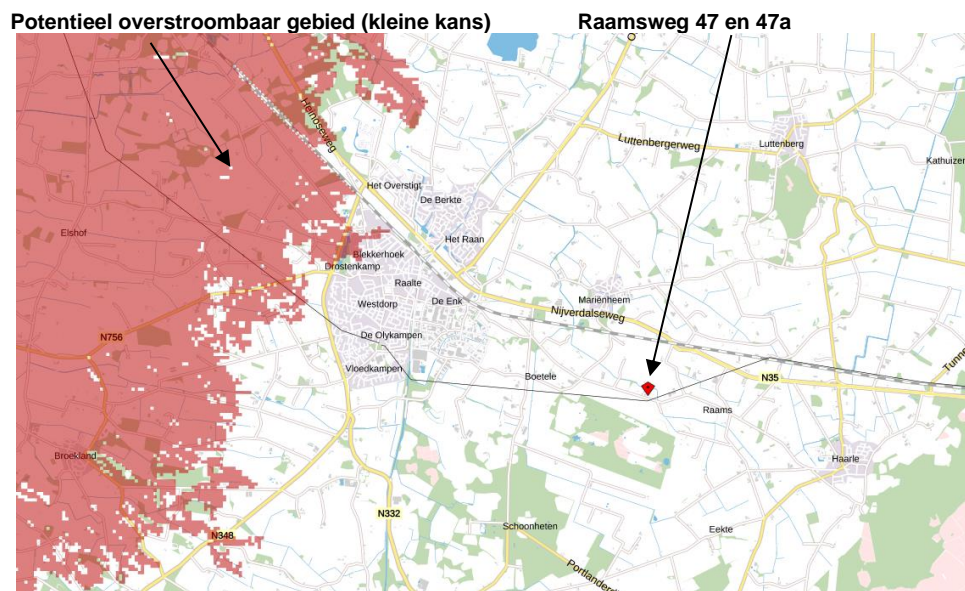 Potentieel overstroombaar gebied (kleine kans)
Raamsweg 47 en 47a
Heinoseweg
Luttenbergerweg
Luttenberg
Kathuizen
Het Overstigt
De Berkte
Elshof
Het Raan
Blekkerhoek
Drostenkamp
Raalte
Westdorp
De Enk
Mariënheem
Nijverdalseweg
N756
De Olykampen
Vloedkampen
Boetele
N35
Raams
Broekland
Haarle
N332
N348
Schoonheten
Eekte